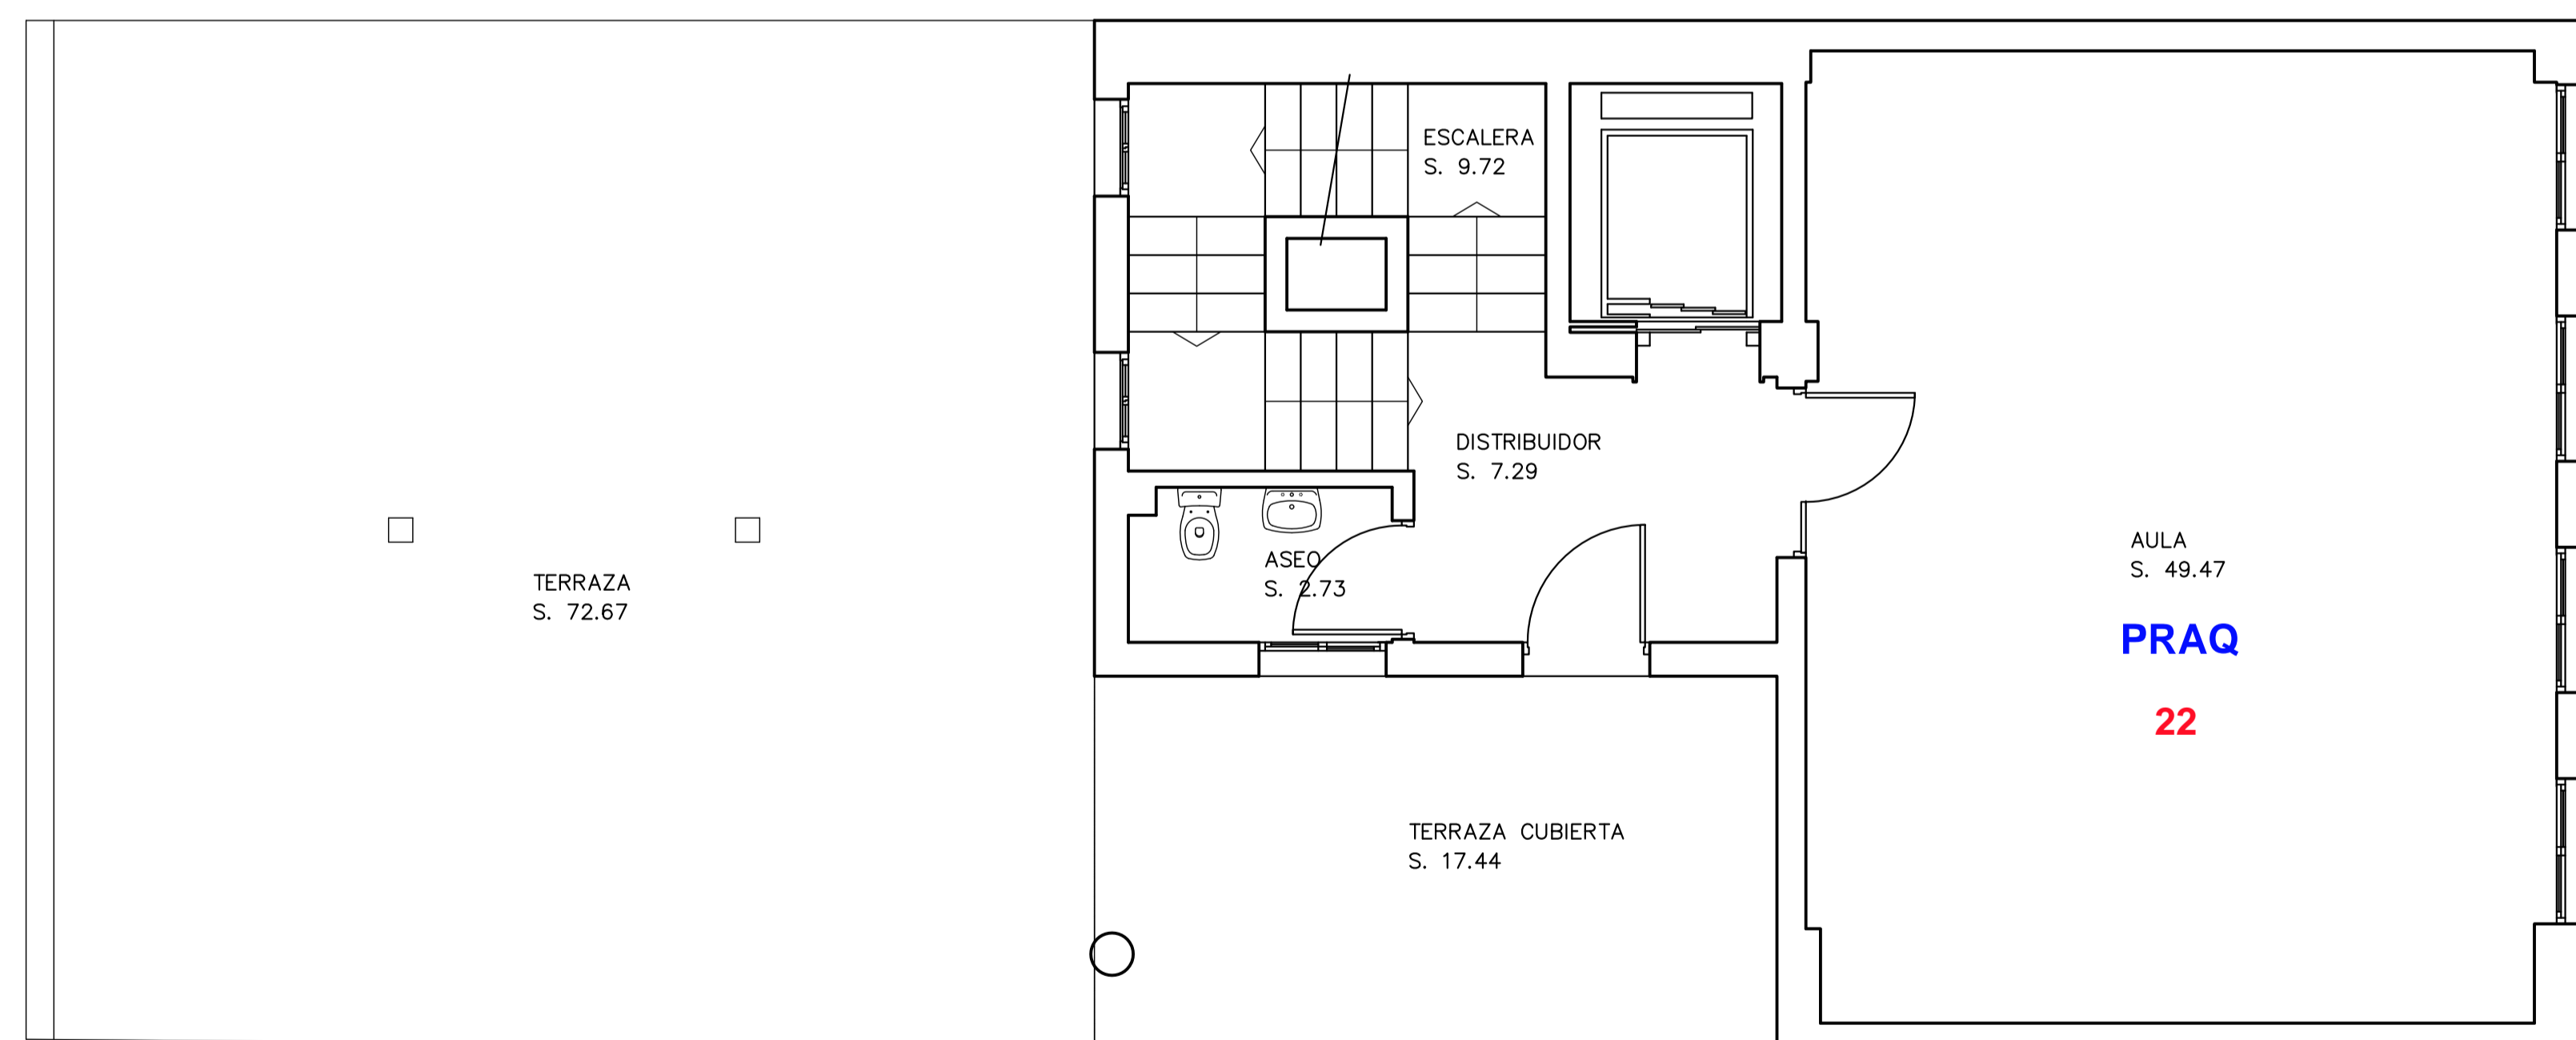 ESCALERA
S. 9.72
DISTRIBUIDOR
S. 7.29
ASEO
S. 2.73
TERRAZA
S. 72.67
AULA
S. 49.47
PRAQ
22
TERRAZA CUBIERTA
S. 17.44